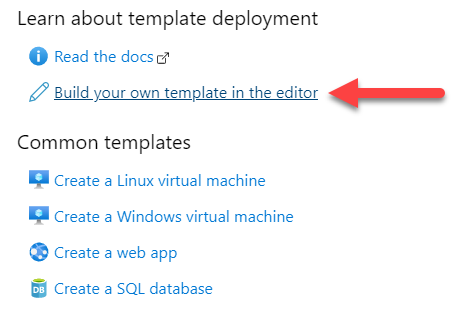 Learn about template deployment
Read the docs
Build your own template in the editor
Common templates
Create a Linux virtual machine
Create a Windows virtual machine
Create a web app
DB Create a SQL database